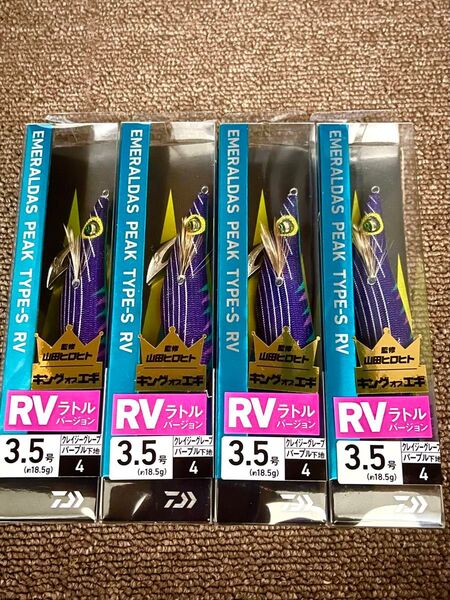 EMERALDAS PEAK TYPE-S RV
監修
山田ヒロヒト
キングオブエギ
RV ラトル
バージョン
3.5号
(約18.5g)
クレイジーグレープ
パープル下地
4
EMERALDAS PEAK TYPE-S RV
監修
山田ヒロヒト
キングオブエギ
RV ラトル
バージョン
3.5号
(約18.5g)
クレイジーグレープ
パープル下地
4
EMERALDAS PEAK TYPE-S RV
監修
山田ヒロヒト
キングオブエギ
RV ラトル
バージョン
3.5号
(約18.5g)
クレイジーグレープ
パープル下地
4
EMERALDAS PEAK TYPE-S RV
監修
山田ヒロヒト
キングオブエギ
RV ラトル
バージョン
3.5号
(約18.5g)
クレイジーグレープ
パープル下地
4